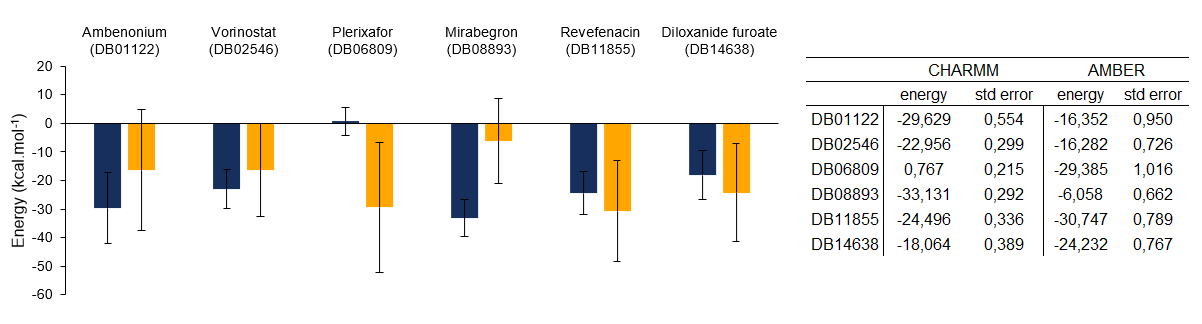 Ambenonium Vorinostat Plerixafor Mirabegron Revefenacin Diloxanide furoate
(DB01122) (DB02546) (DB06809) (DB08893) (DB11855) (DB14638)
Energy (kcal.mol-1)
20
10
0
-10
-20
-30
-40
-50
-60
CHARMM AMBER
energy std error energy std error
DB01122 -29,629 0,554 -16,352 0,950
DB02546 -22,956 0,299 -16,282 0,726
DB06809 0,767 0,215 -29,385 1,016
DB08893 -33,131 0,292 -6,058 0,662
DB11855 -24,496 0,336 -30,747 0,789
DB14638 -18,064 0,389 -24,232 0,767